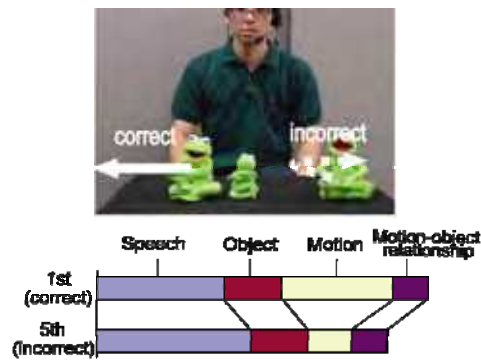 correct
incorrect
Speech
Object
Motion
Motion-object
relationship
1st
(correct)
5th
(incorrect)